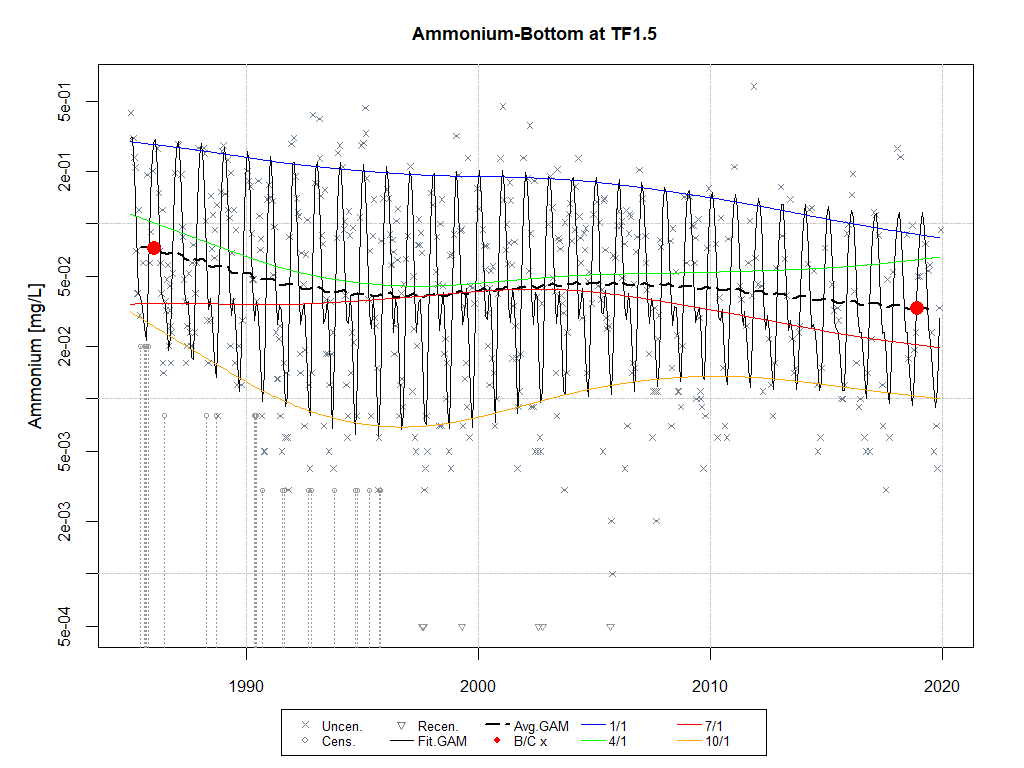 Ammonium-Bottom at TF1.5
Ammonium [mg/L]
5e-01
2e-01
5e-02
2e-02
5e-03
2e-03
5e-04
1990 2000 2010 2020
Uncen. Recen. Avg.GAM 1/1 7/1
Cens. Fit.GAM B/C x 4/1 10/1